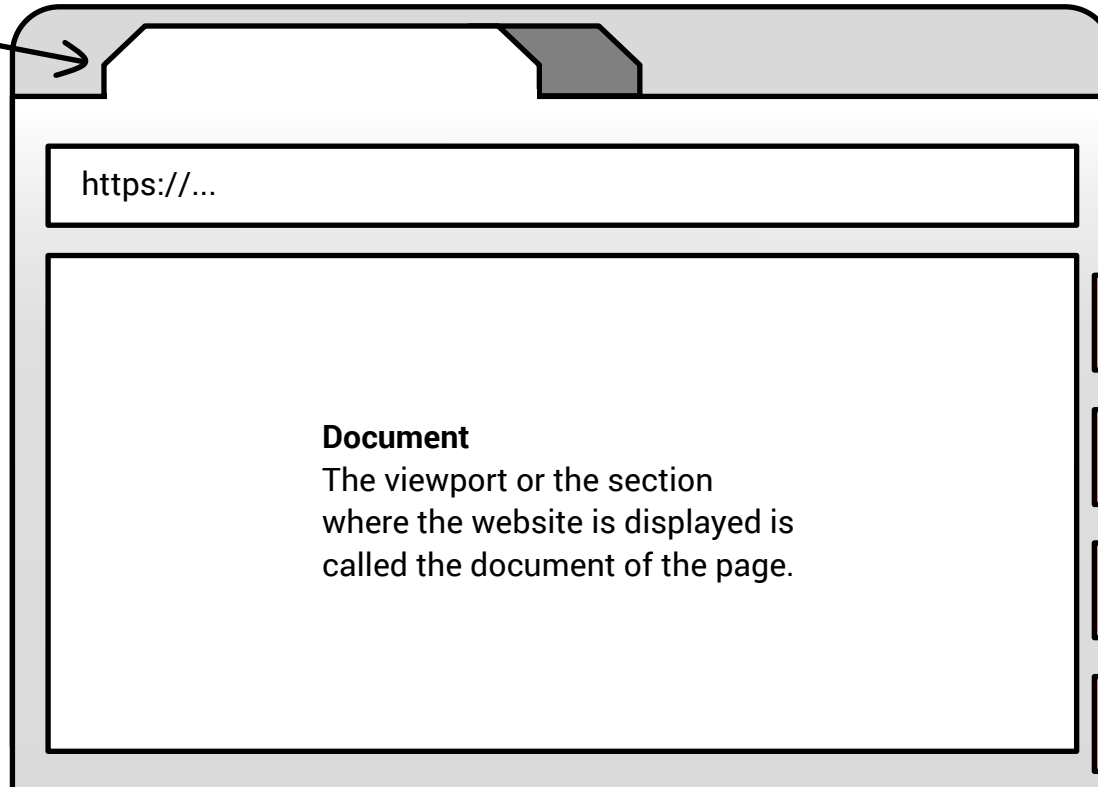 https://...
Document
The viewport or the section
where the website is displayed is
called the document of the page.